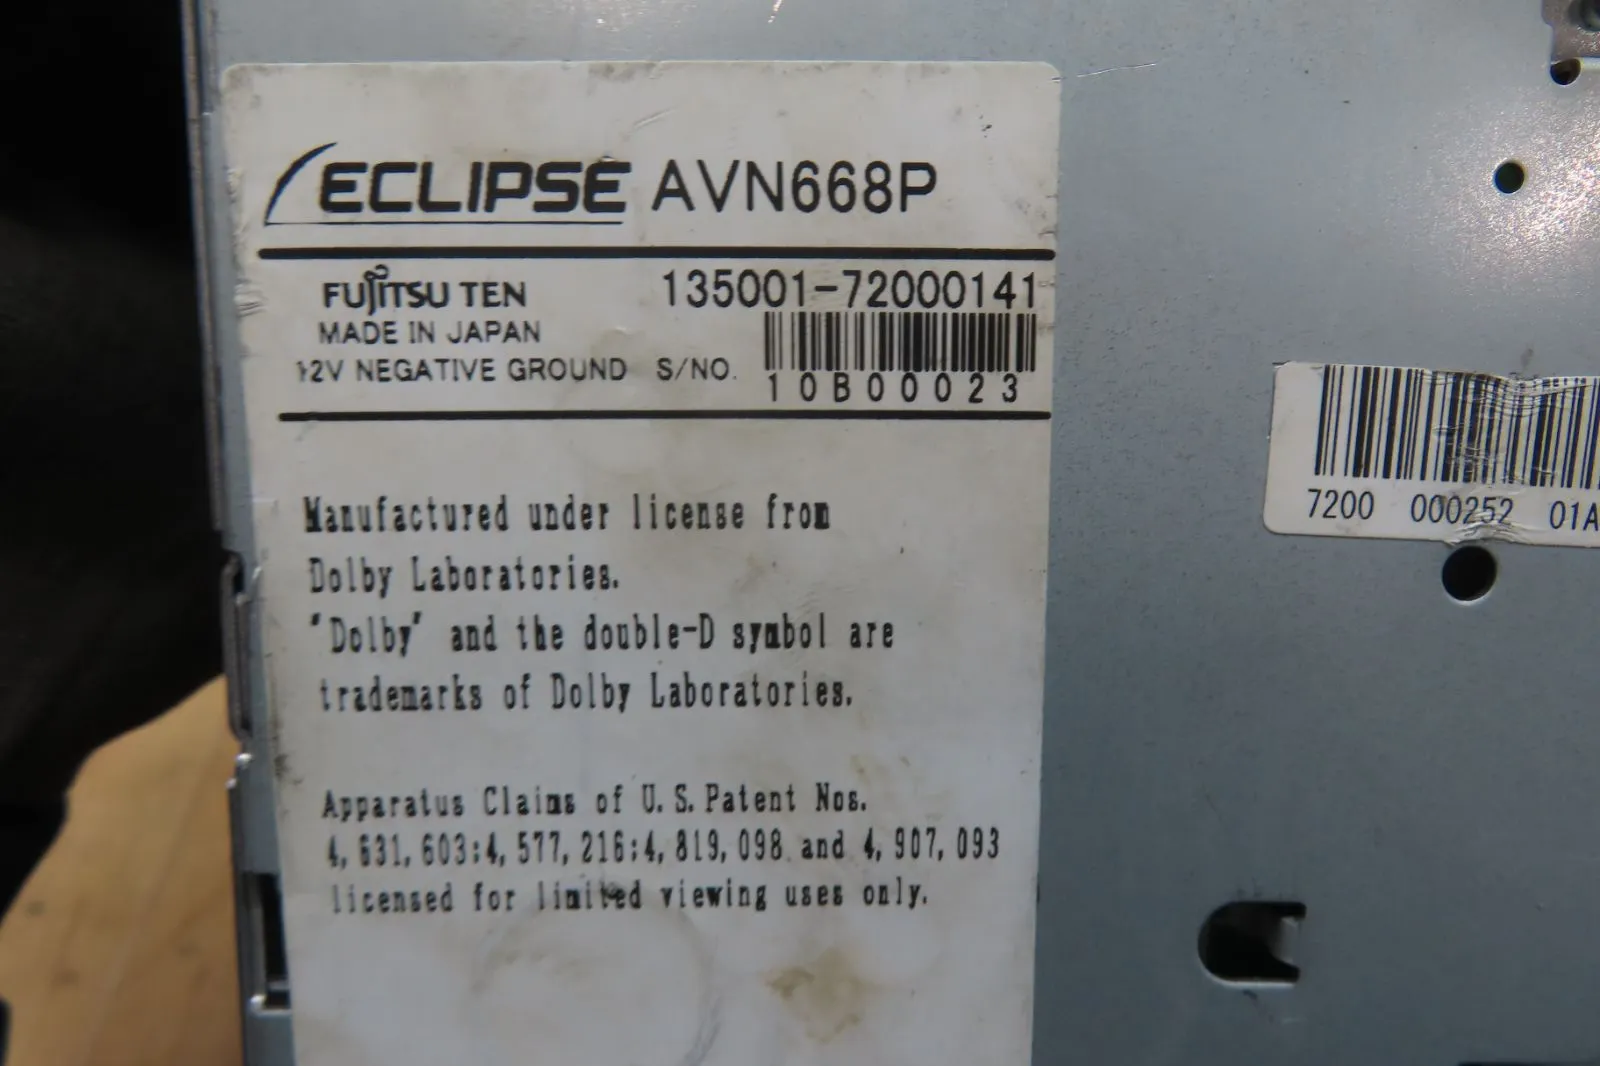 ECLIPSE AVN668P
FUJITSU TEN 135001-72000141
MADE IN JAPAN
12V NEGATIVE GROUND S/NO.
10B00023
Manufactured under license from
Dolby Laboratories.
"Dolby" and the double-D symbol are
trademarks of Dolby Laboratories.
Apparatus Claims of U.S. Patent Nos.
4,631,603;4,577,216;4,819,098 and 4,907,093
licensed for limited viewing uses only.
7200 000252 01A